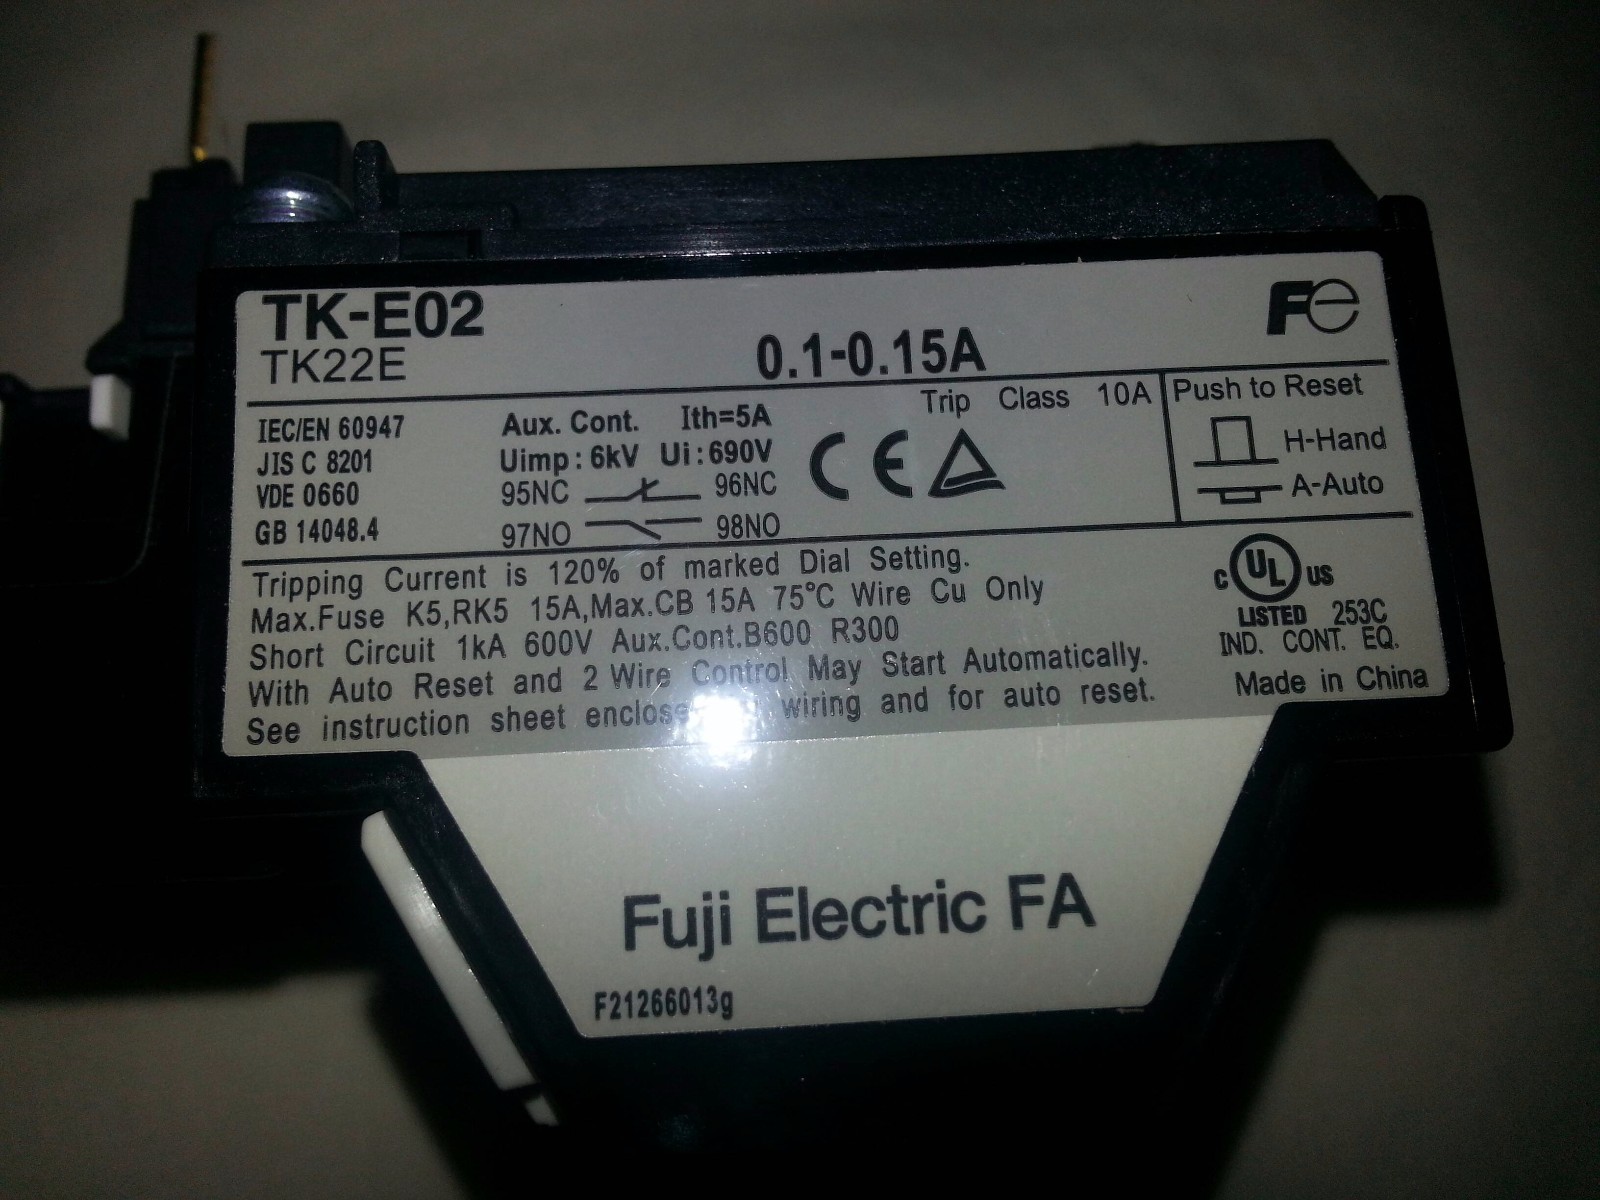 TK-E02
TK22E
0.1-0.15A
Fe
IEC/EN 60947
JIS C 8201
VDE 0660
GB 14048.4
Aux. Cont. Ith=5A
Uimp : 6kV Ui : 690V
95NC 96NC
97NO 98NO
Trip Class 10A
CE
Push to Reset
H-Hand
A-Auto
Tripping Current is 120% of marked Dial Setting.
Max.Fuse K5,RK5 15A,Max.CB 15A 75°C Wire Cu Only
Short Circuit 1kA 600V Aux.Cont.B600 R300
With Auto Reset and 2 Wire Control May Start Automatically.
See instruction sheet wiring and for auto reset.
c UL US
LISTED 253C
IND. CONT. EQ.
Made in China
Fuji Electric FA
F21266013g